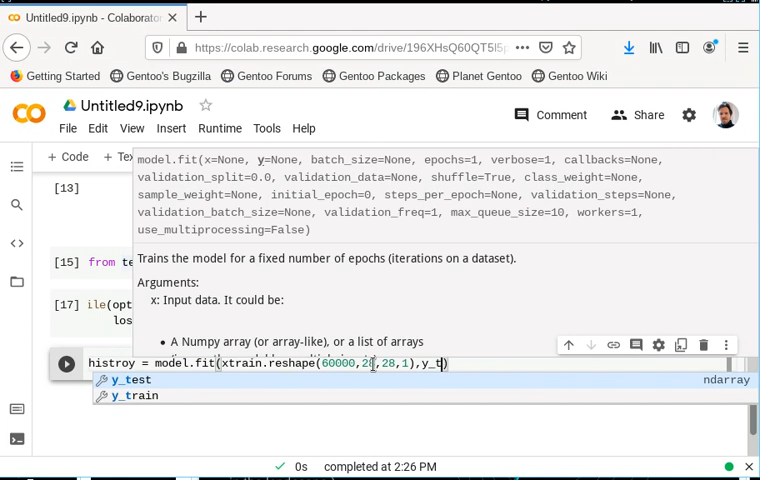 Untitled9.ipynb - Colaborator
https://colab.research.google.com/drive/196XHsQ60QT5l5p
Getting Started Gentoo's Bugzilla Gentoo Forums Gentoo Packages Planet Gentoo Gentoo Wiki
Untitled9.ipynb
Comment Share
File Edit View Insert Runtime Tools Help
+ Code + Tex
model.fit(x=None, y=None, batch_size=None, epochs=1, verbose=1, callbacks=None,
validation_split=0.0, validation_data=None, shuffle=True, class_weight=None,
[13] sample_weight=None, initial_epoch=0, steps_per_epoch=None, validation_steps=None,
validation_batch_size=None, validation_freq=1, max_queue_size=10, workers=1,
use_multiprocessing=False)
[15] from te
Trains the model for a fixed number of epochs (iterations on a dataset).
Arguments:
x: Input data. It could be:
[17] ile(opt
los
• A Numpy array (or array-like), or a list of arrays
histroy = model.fit(xtrain.reshape(60000,28,28,1),y_t)
y_test ndarray
y_train
0s completed at 2:26 PM